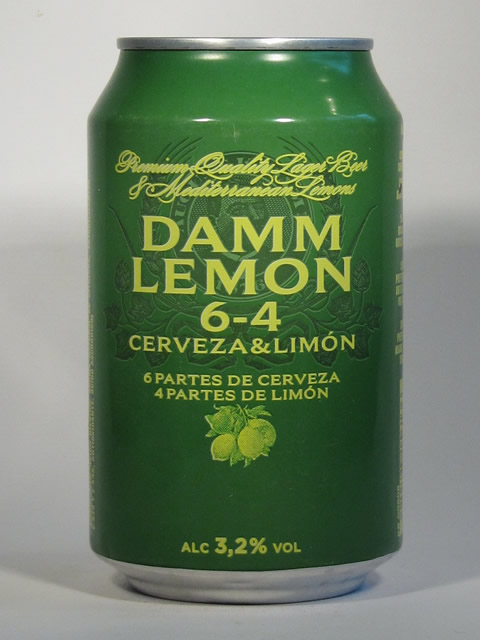 Premium Quality Lager Beer
& Mediterranean Limons
DAMM
LEMON
6-4
CERVEZA&LIMÓN
6 PARTES DE CERVEZA
4 PARTES DE LIMÓN
ALC 3,2% VOL